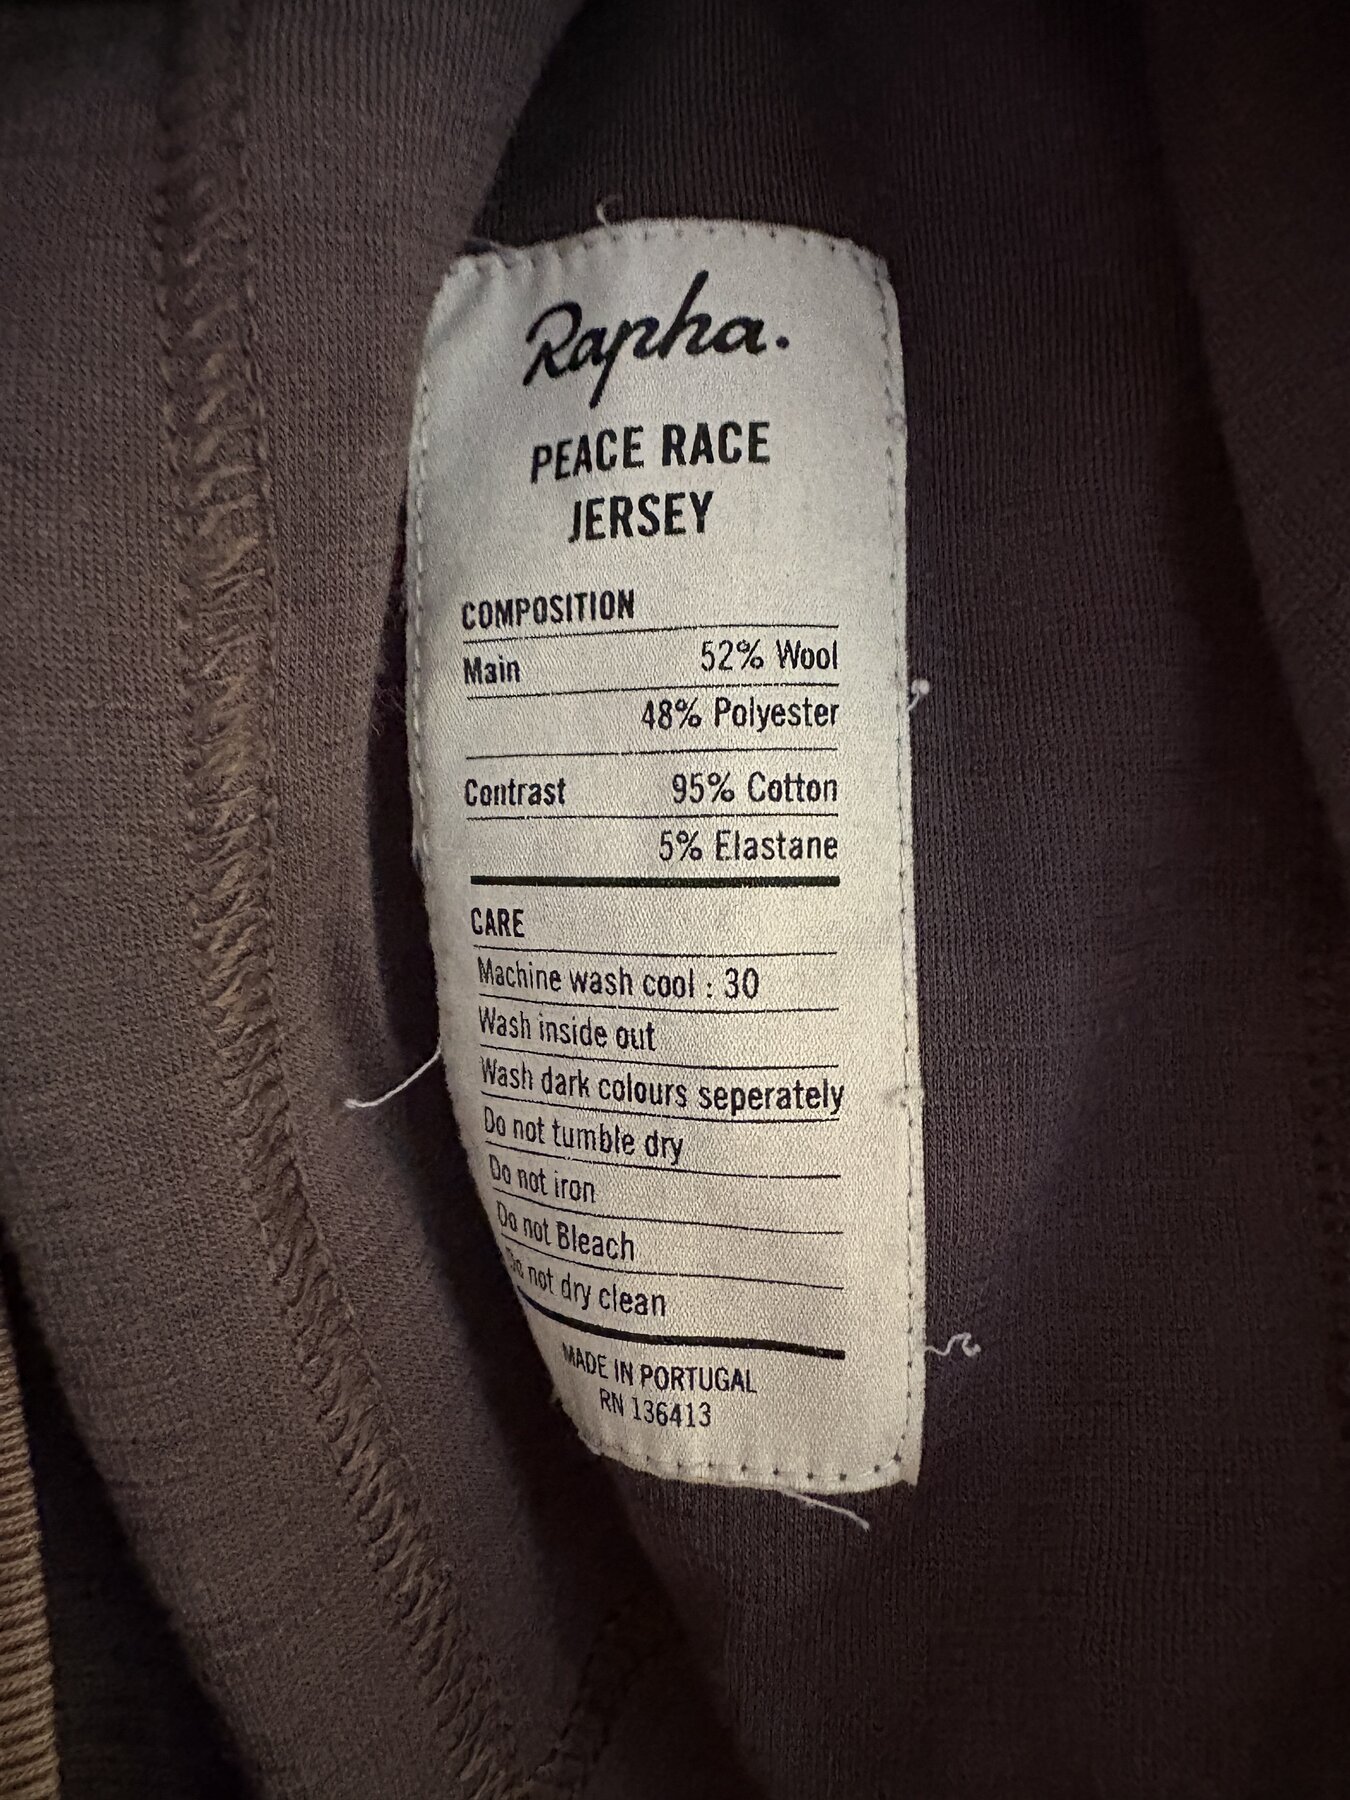 Rapha.
PEACE RACE
JERSEY
COMPOSITION
Main 52% Wool
48% Polyester
Contrast 95% Cotton
5% Elastane
CARE
Machine wash cool : 30
Wash inside out
Wash dark colours seperately
Do not tumble dry
Do not iron
Do not Bleach
Do not dry clean
MADE IN PORTUGAL
RN 136413